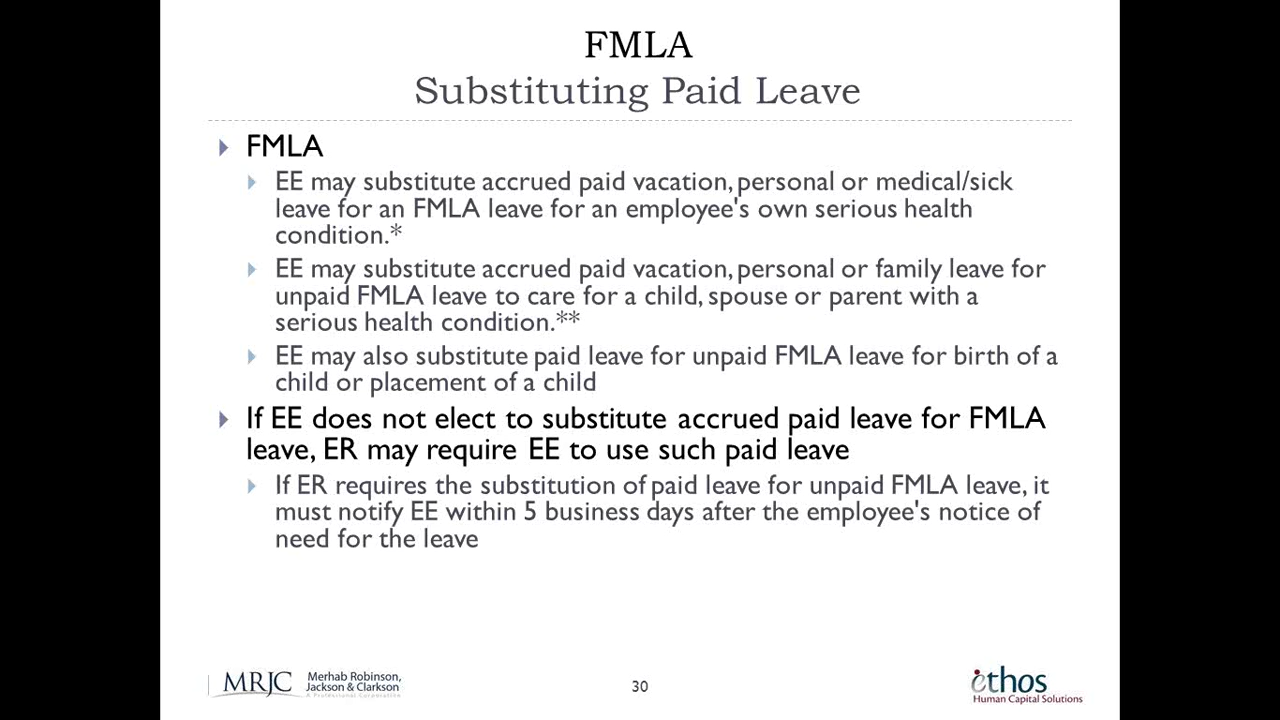 FMLA
Substituting Paid Leave
FMLA
EE may substitute accrued paid vacation, personal or medical/sick
leave for an FMLA leave for an employee's own serious health
condition.*
EE may substitute accrued paid vacation, personal or family leave for
unpaid FMLA leave to care for a child, spouse or parent with a
serious health condition.**
EE may also substitute paid leave for unpaid FMLA leave for birth of a
child or placement of a child
If EE does not elect to substitute accrued paid leave for FMLA
leave, ER may require EE to use such paid leave
If ER requires the substitution of paid leave for unpaid FMLA leave, it
must notify EE within 5 business days after the employee's notice of
need for the leave
MRJC
Merhab Robinson,
Jackson & Clarkson
A Professional Corporation
30
ethos
Human Capital Solutions